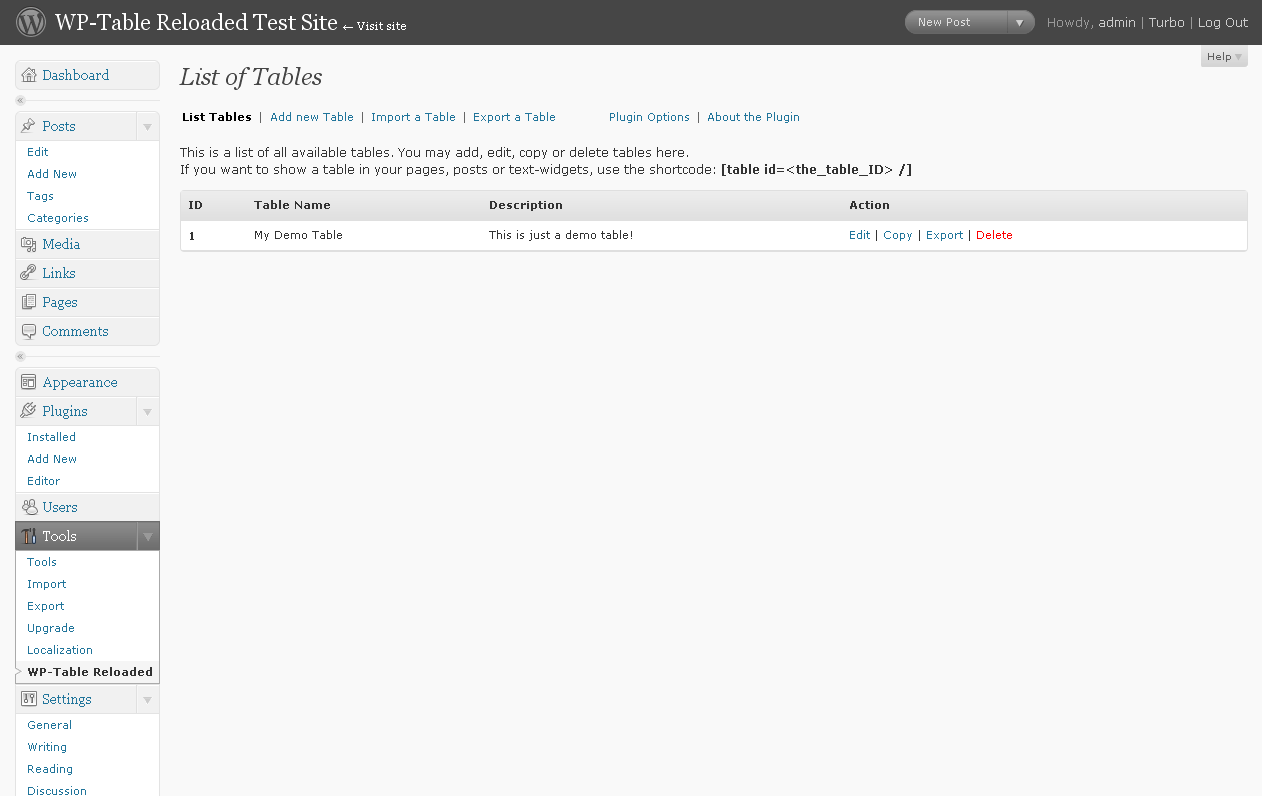 WP-Table Reloaded Test Site ← Visit site
New Post
Howdy, admin | Turbo | Log Out
Help
Dashboard
Posts
Edit
Add New
Tags
Categories
Media
Links
Pages
Comments
Appearance
Plugins
Installed
Add New
Editor
Users
Tools
Tools
Import
Export
Upgrade
Localization
WP-Table Reloaded
Settings
General
Writing
Reading
Discussion
List of Tables
List Tables | Add new Table | Import a Table | Export a Table Plugin Options | About the Plugin
This is a list of all available tables. You may add, edit, copy or delete tables here.
If you want to show a table in your pages, posts or text-widgets, use the shortcode: [table id=<the_table_ID> /]
ID Table Name Description Action
1 My Demo Table This is just a demo table! Edit | Copy | Export | Delete